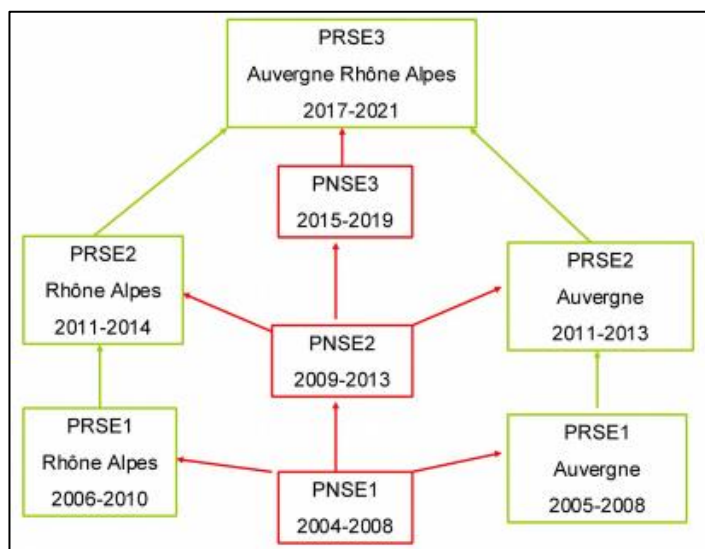 PRSE3
Auvergne Rhône Alpes
2017-2021
PNSE3
2015-2019
PRSE2
Rhône Alpes
2011-2014
PRSE2
Auvergne
2011-2013
PNSE2
2009-2013
PRSE1
Rhône Alpes
2006-2010
PRSE1
Auvergne
2005-2008
PNSE1
2004-2008